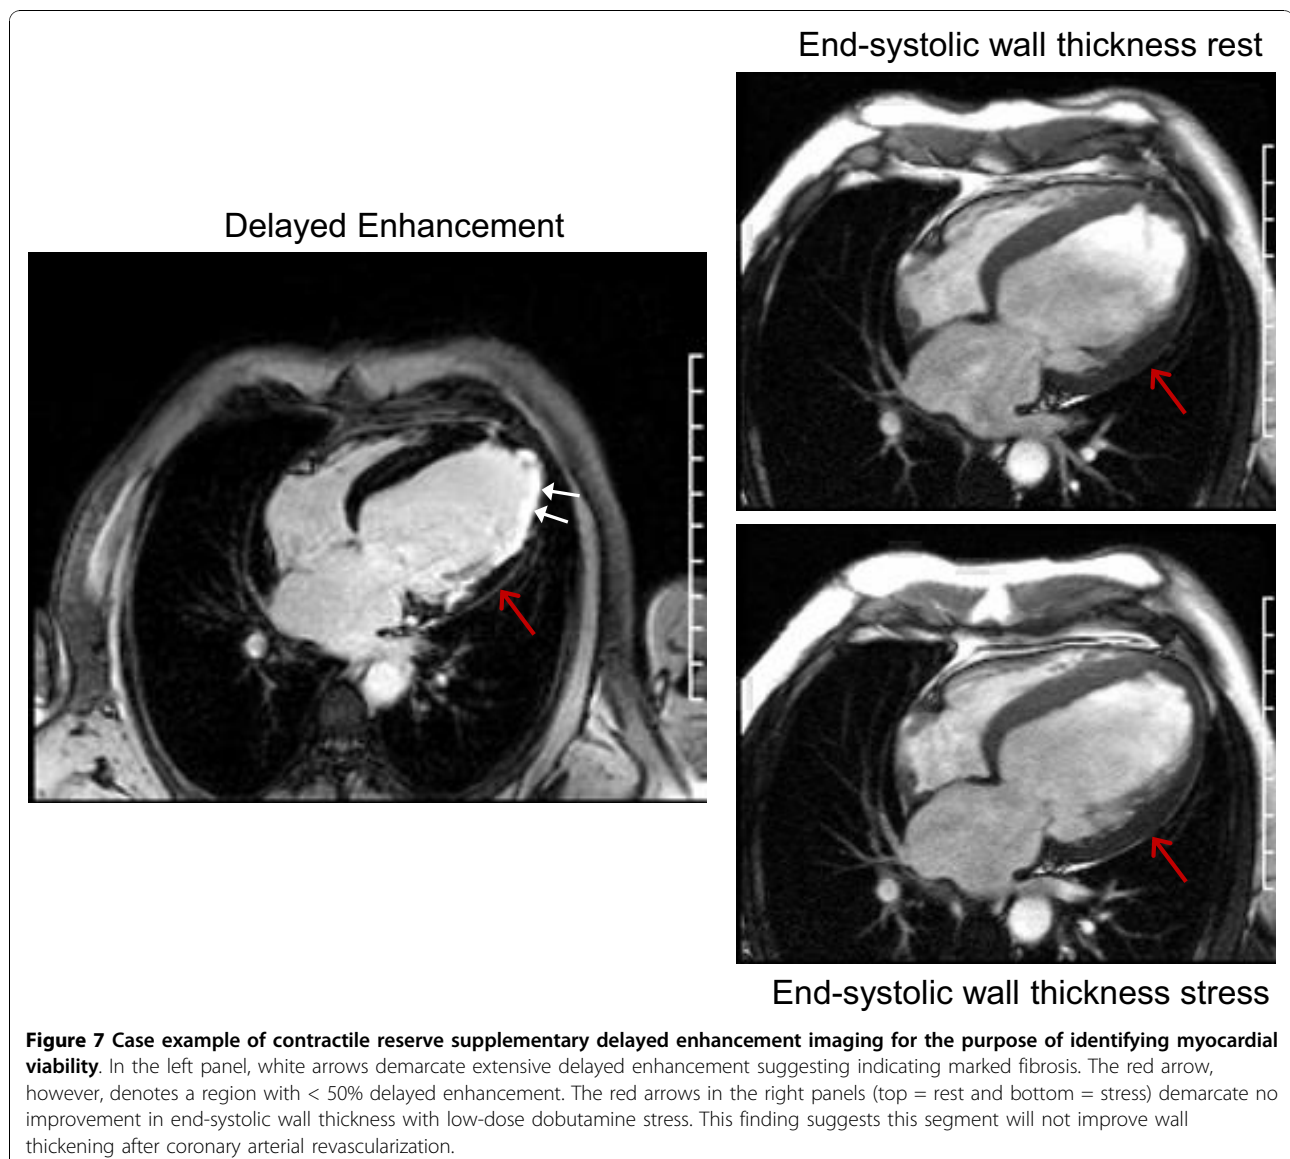 End-systolic wall thickness rest
Delayed Enhancement
End-systolic wall thickness stress
Figure 7 Case example of contractile reserve supplementary delayed enhancement imaging for the purpose of identifying myocardial
viability. In the left panel, white arrows demarcate extensive delayed enhancement suggesting indicating marked fibrosis. The red arrow,
however, denotes a region with < 50% delayed enhancement. The red arrows in the right panels (top = rest and bottom = stress) demarcate no
improvement in end-systolic wall thickness with low-dose dobutamine stress. This finding suggests this segment will not improve wall
thickening after coronary arterial revascularization.